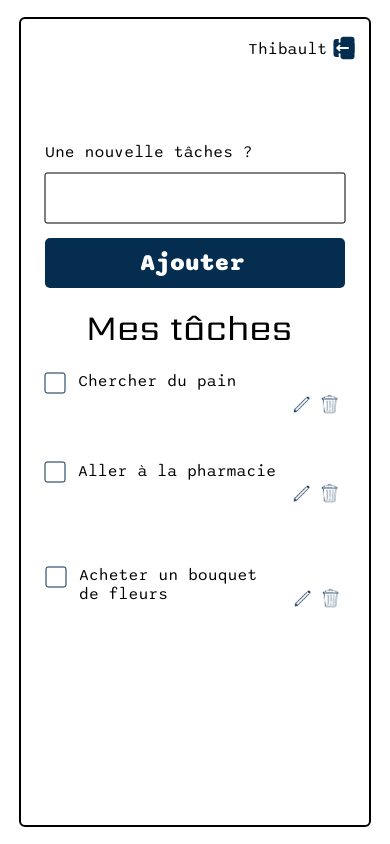 Thibault
Une nouvelle tâches ?
Ajouter
Mes tâches
Chercher du pain
Aller à la pharmacie
Acheter un bouquet
de fleurs